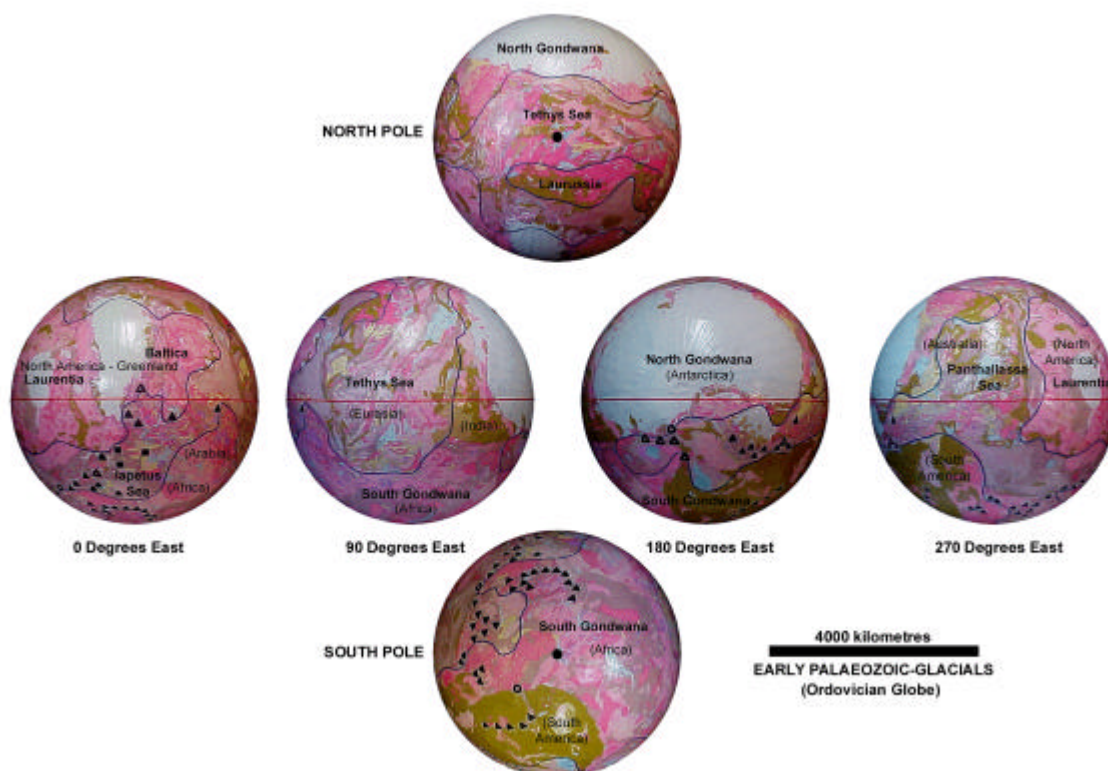 North Gondwana
NORTH POLE
Tethys Sea
Laurussia
North America - Greenland
Laurentia
Baltica
(Arabia)
Iapetus
Sea
(Africa)
0 Degrees East
Tethys Sea
(Eurasia)
(India)
South Gondwana
(Africa)
90 Degrees East
North Gondwana
(Antarctica)
South Gondwana
180 Degrees East
(Australia)
(North
America)
Panthallassa
Sea
Laurentia
(South
America)
270 Degrees East
SOUTH POLE
South Gondwana
(Africa)
(South
America)
4000 kilometres
EARLY PALAEOZOIC-GLACIALS
(Ordovician Globe)